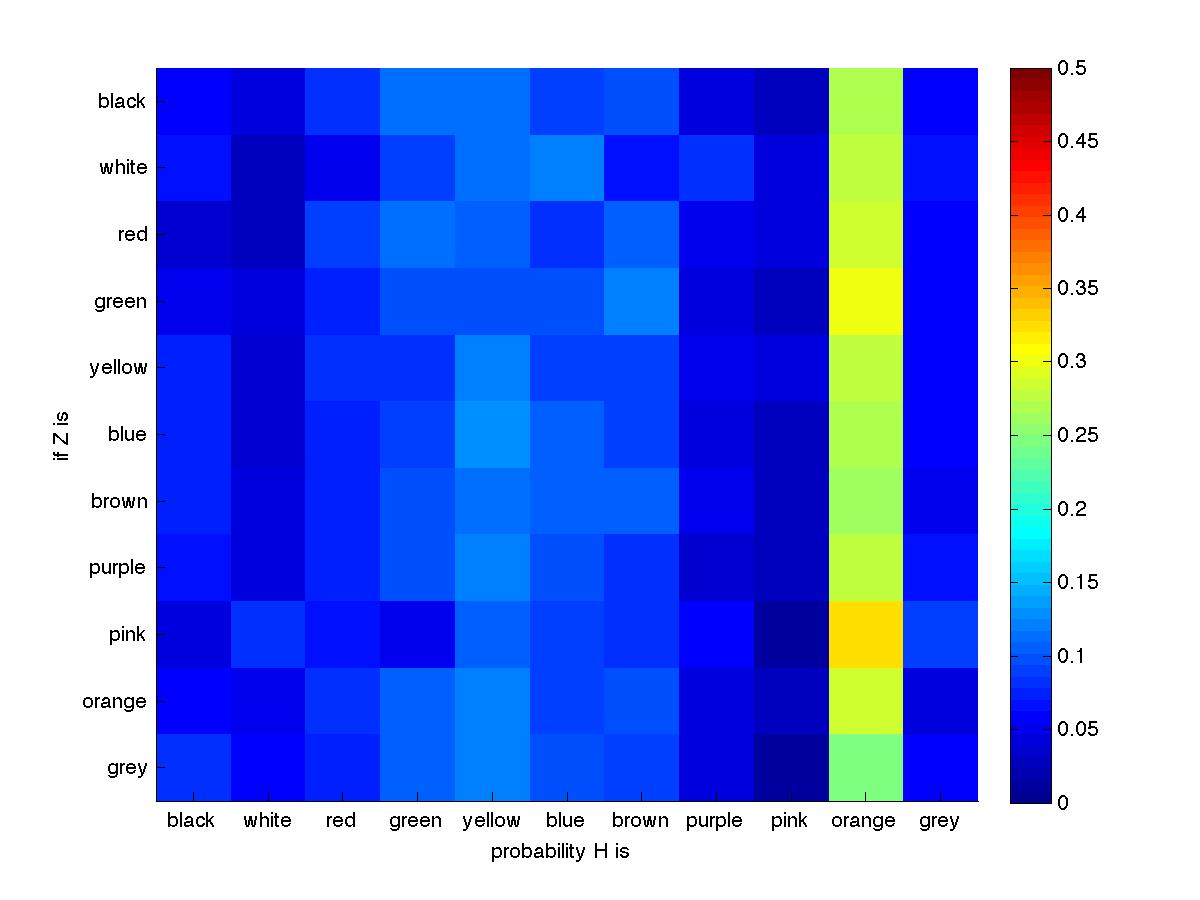 black
white
red
green
yellow
blue
brown
purple
pink
orange
grey
if Z is
black white red green yellow blue brown purple pink orange grey
probability H is
0.5
0.45
0.4
0.35
0.3
0.25
0.2
0.15
0.1
0.05
0